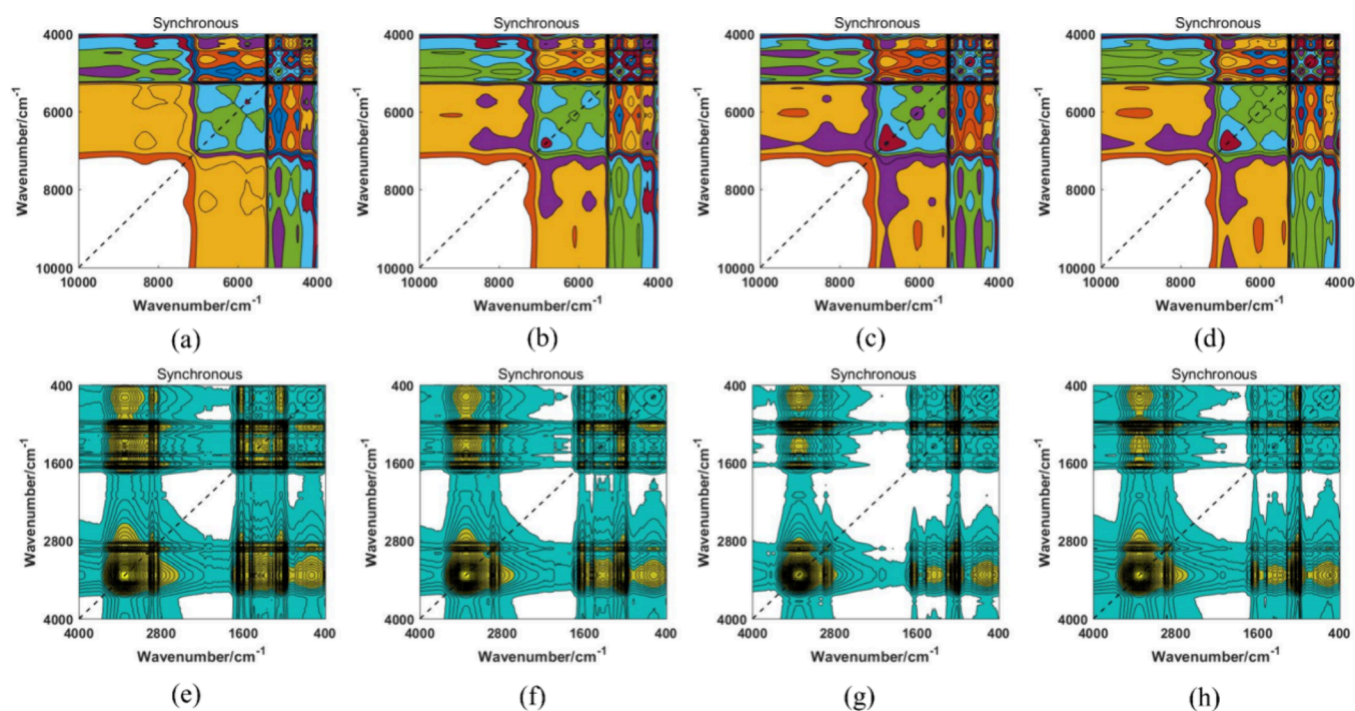 Synchronous Synchronous Synchronous Synchronous
4000 4000 4000 4000
6000 6000 6000 6000
8000 8000 8000 8000
10000 10000 10000 10000
Wavenumber/cm⁻¹ Wavenumber/cm⁻¹ Wavenumber/cm⁻¹ Wavenumber/cm⁻¹
10000 8000 6000 4000 10000 8000 6000 4000 10000 8000 6000 4000 10000 8000 6000 4000
Wavenumber/cm⁻¹ Wavenumber/cm⁻¹ Wavenumber/cm⁻¹ Wavenumber/cm⁻¹
(a) (b) (c) (d)
Synchronous Synchronous Synchronous Synchronous
400 400 400 400
1600 1600 1600 1600
2800 2800 2800 2800
4000 4000 4000 4000
Wavenumber/cm⁻¹ Wavenumber/cm⁻¹ Wavenumber/cm⁻¹ Wavenumber/cm⁻¹
4000 2800 1600 400 4000 2800 1600 400 4000 2800 1600 400 4000 2800 1600 400
Wavenumber/cm⁻¹ Wavenumber/cm⁻¹ Wavenumber/cm⁻¹ Wavenumber/cm⁻¹
(e) (f) (g) (h)